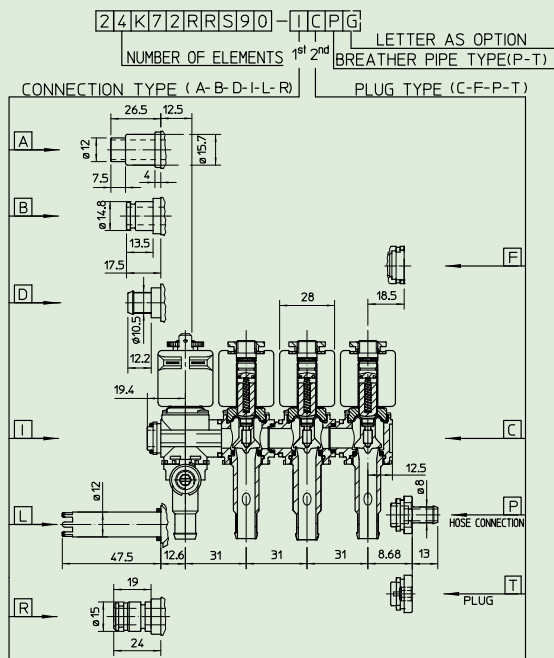 24K72RRS90-ICPG
LETTER AS OPTION
NUMBER OF ELEMENTS 1st 2nd BREATHER PIPE TYPE(P-T)
CONNECTION TYPE (A-B-D-I-L-R) PLUG TYPE (C-F-P-T)
26.5 12.5
A
ø12
ø15.7
7.5
4
B
ø14.8
13.5
17.5
F
18.5
D
ø10.5
12.2
28
19.4
I
C
12.5
ø8
L
ø12
P
HOSE CONNECTION
47.5 12.6 31 31 31 8.68 13
T
PLUG
R
19
ø15
24